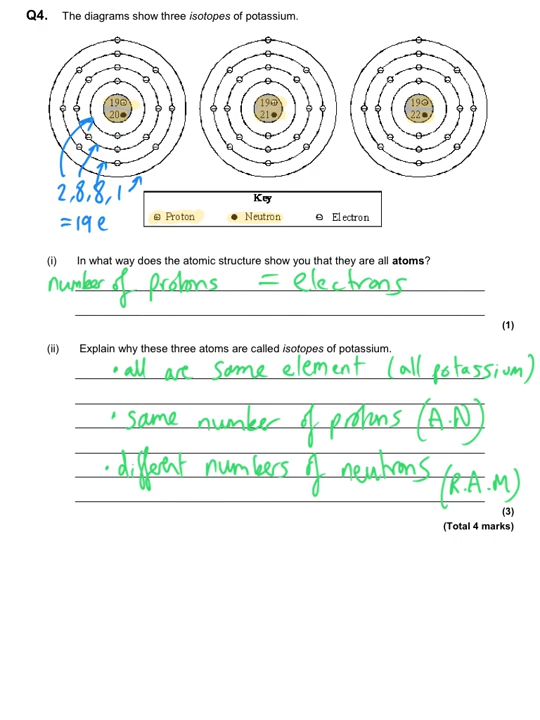 Q4. The diagrams show three isotopes of potassium.
19 20
19 21
19 22
2,8,8,1
= 19 e
Key
Proton Neutron Electron
(i) In what way does the atomic structure show you that they are all atoms?
number of protons = electrons
(1)
(ii) Explain why these three atoms are called isotopes of potassium.
• all are same element (all potassium)
• same number of protons (A.N)
• different numbers of neutrons (R.A.M)
(3)
(Total 4 marks)